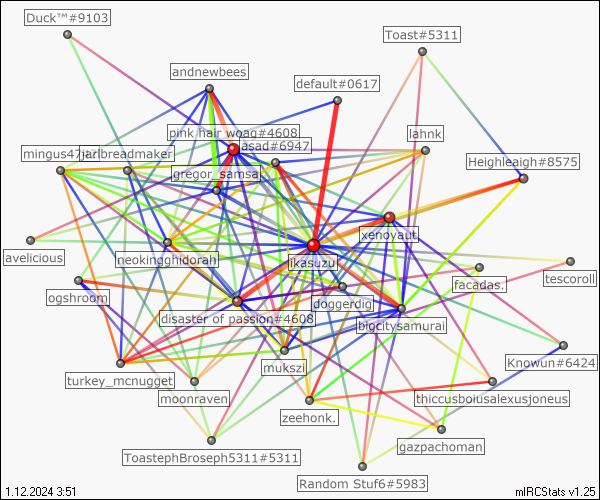 Duck™#9103
Toast#5311
andnewbees
default#0617
pink_hair_woag#4608
asad#6947
lahnk
mingus47
jarlbreadmaker
Heighleigh#8575
gregor_samsa
xenoyaut
avelicious
neokingghidorah
ikasuzu
tescoroll
facadas.
ogshroom
doggerdig
disaster of passion#4608
bigcitysamurai
mukszi
Knowun#6424
turkey_mcnugget
moonraven
thiccusboidsalexusjoneus
zeehonk.
gazpachoman
ToastephBroseph5311#5311
Random Stuf6#5983
1.12.2024 3:51
mIRCStats v1.25